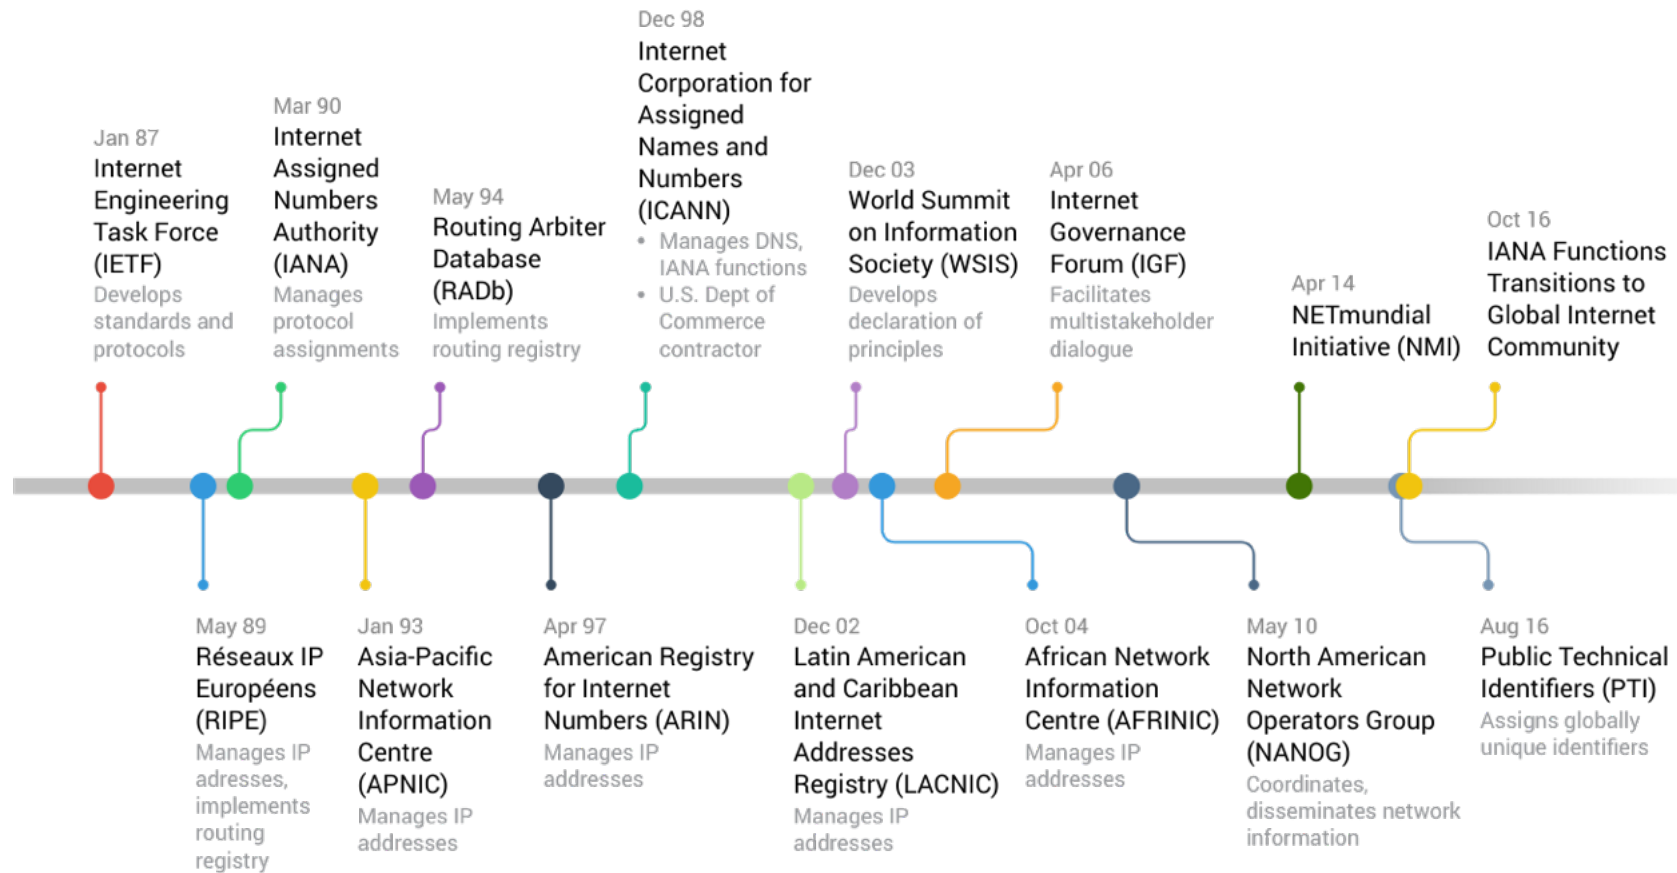 Jan 87
Internet
Engineering
Task Force
(IETF)
Develops
standards and
protocols
Mar 90
Internet
Assigned
Numbers
Authority
(IANA)
Manages
protocol
assignments
May 94
Routing Arbiter
Database
(RADb)
Implements
routing registry
Dec 98
Internet
Corporation for
Assigned
Names and
Numbers
(ICANN)
• Manages DNS,
IANA functions
• U.S. Dept of
Commerce
contractor
Dec 03
World Summit
on Information
Society (WSIS)
Develops
declaration of
principles
Apr 06
Internet
Governance
Forum (IGF)
Facilitates
multistakeholder
dialogue
Apr 14
NETmundial
Initiative (NMI)
Oct 16
IANA Functions
Transitions to
Global Internet
Community
May 89
Réseaux IP
Européens
(RIPE)
Manages IP
adresses,
implements
routing
registry
Jan 93
Asia-Pacific
Network
Information
Centre
(APNIC)
Manages IP
addresses
Apr 97
American Registry
for Internet
Numbers (ARIN)
Manages IP
addresses
Dec 02
Latin American
and Caribbean
Internet
Addresses
Registry (LACNIC)
Manages IP
addresses
Oct 04
African Network
Information
Centre (AFRINIC)
Manages IP
addresses
May 10
North American
Network
Operators Group
(NANOG)
Coordinates,
disseminates network
information
Aug 16
Public Technical
Identifiers (PTI)
Assigns globally
unique identifiers